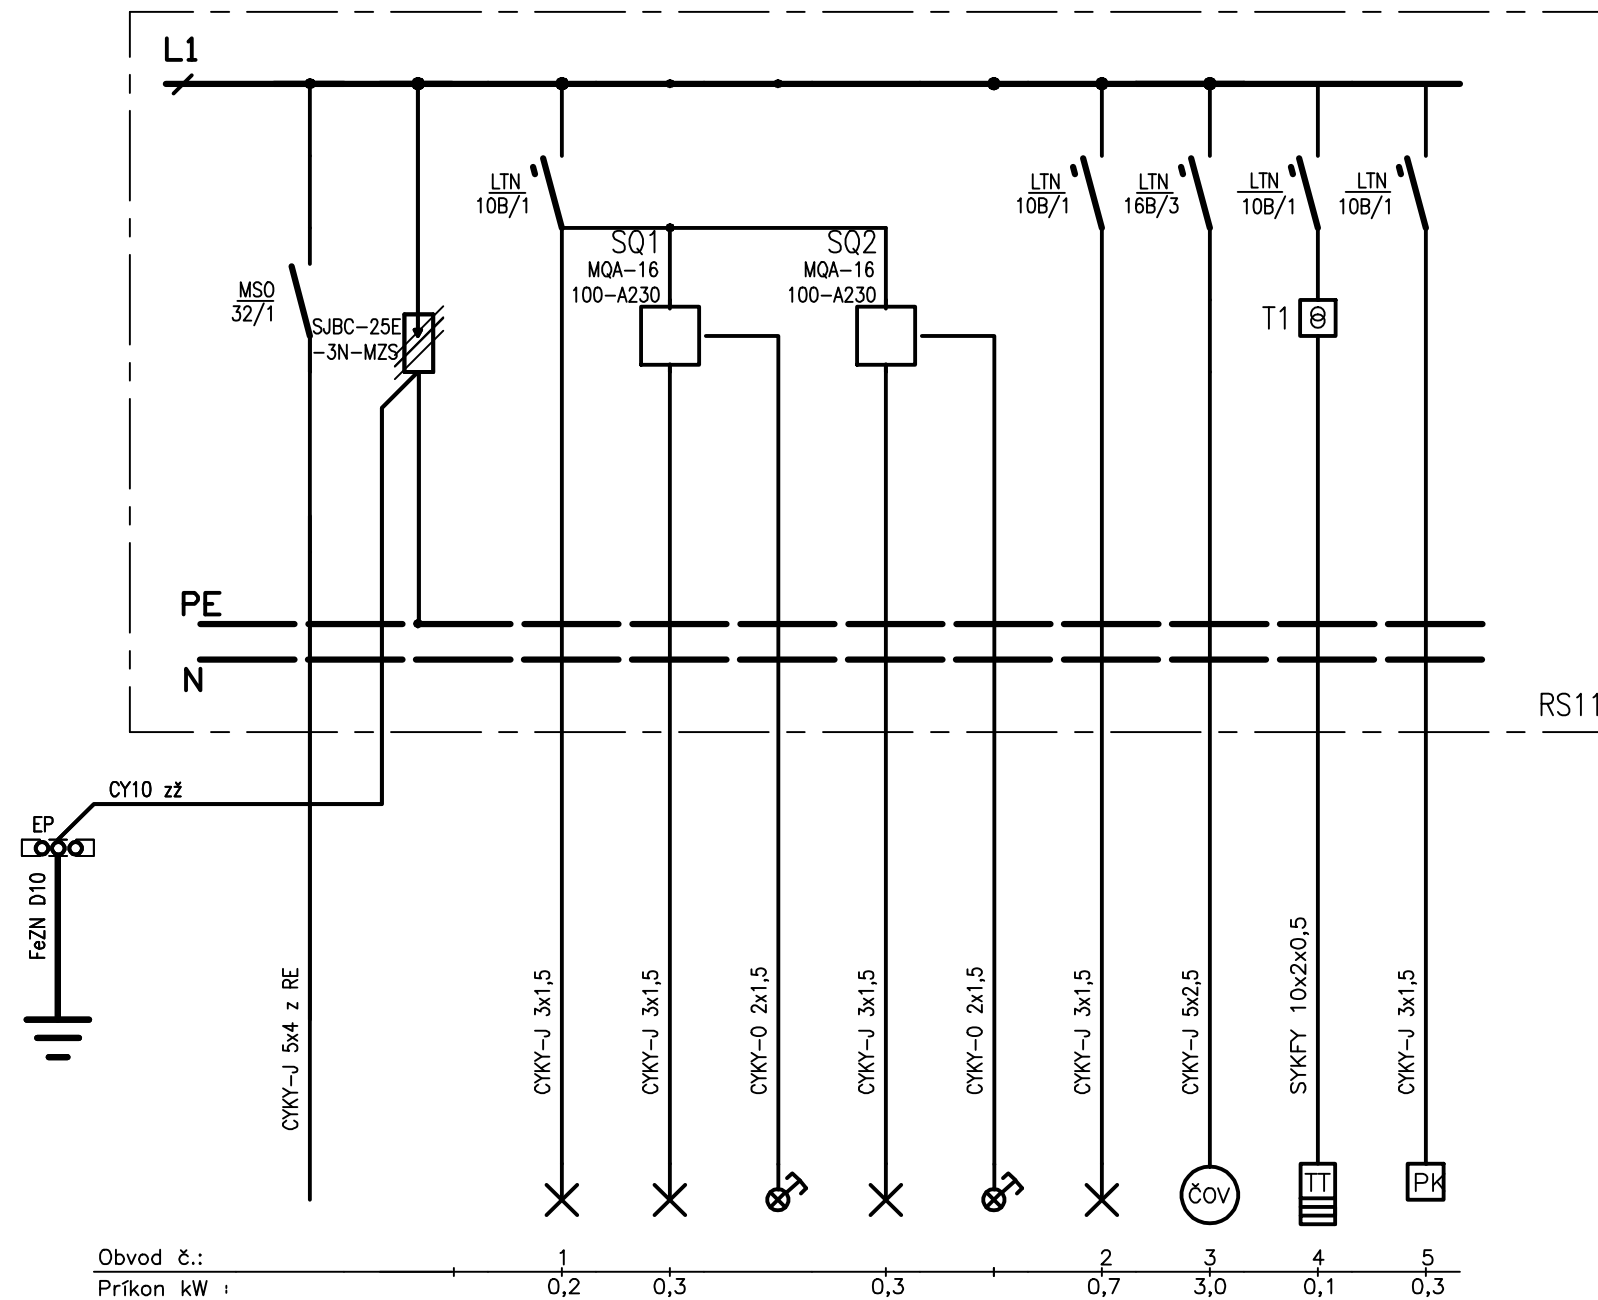 L1
LTN
10B/1
LTN
10B/1
LTN
16B/3
LTN
10B/1
LTN
10B/1
SQ1
MQA-16
100-A230
SQ2
MQA-16
100-A230
MSO
32/1
SJBC-25E
-3N-MZS
T1
PE
N
RS11
CY10 zž
EP
FeZN D10
CYKY-J 5x4 z RE
CYKY-J 3x1,5
CYKY-J 3x1,5
CYKY-O 2x1,5
CYKY-J 3x1,5
CYKY-O 2x1,5
CYKY-J 3x1,5
CYKY-J 5x2,5
SYKFY 10x2x0,5
CYKY-J 3x1,5
ČOV
TT
PK
Obvod č.: 1 2 3 4 5
Príkon kW : 0,2 0,3 0,3 0,7 3,0 0,1 0,3